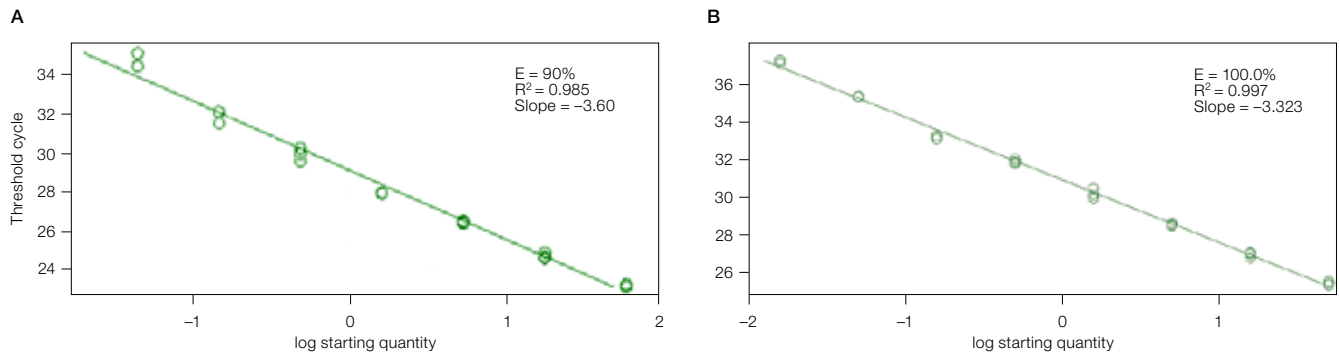 A
E = 90%
R² = 0.985
Slope = –3.60
Threshold cycle
34
32
30
28
26
24
–1
0
1
2
log starting quantity
B
E = 100.0%
R² = 0.997
Slope = –3.323
36
34
32
30
28
26
–2
–1
0
1
log starting quantity